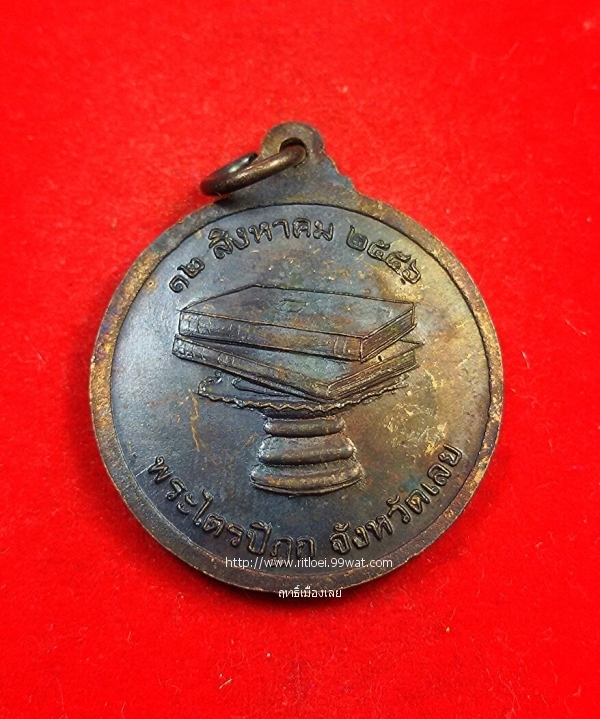 ๑๒ สิงหาคม ๒๕๕๖
พระไตรปิฎก จังหวัดเลย
http://www.ritloei.99wat.com
ฤทธิ์เมืองเลย